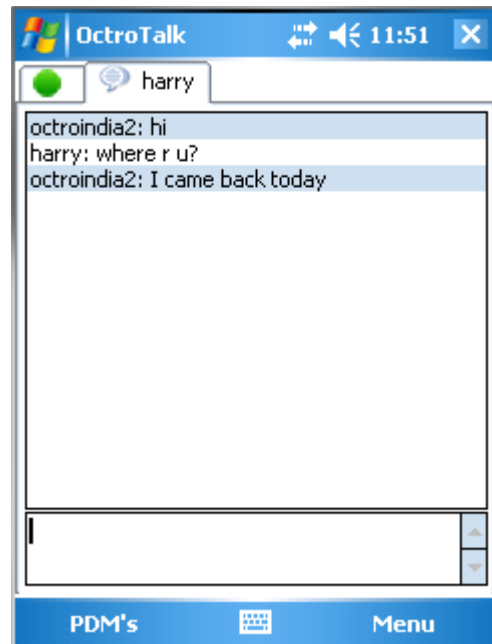 OctroTalk 11:51
harry
octroindia2: hi
harry: where r u?
octroindia2: I came back today
PDM's Menu